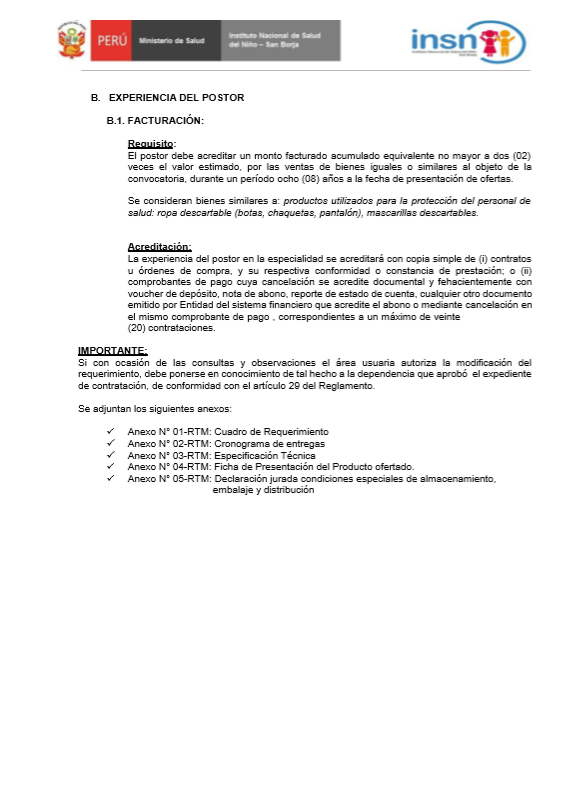 PERÚ
Ministerio de Salud
Instituto Nacional de Salud
del Niño – San Borja
insn
B. EXPERIENCIA DEL POSTOR
B.1. FACTURACIÓN:
Requisito:
El postor debe acreditar un monto facturado acumulado equivalente no mayor a dos (02)
veces el valor estimado, por las ventas de bienes iguales o similares al objeto de la
convocatoria, durante un período ocho (08) años a la fecha de presentación de ofertas.
Se consideran bienes similares a: productos utilizados para la protección del personal de
salud: ropa descartable (botas, chaquetas, pantalón), mascarillas descartables.
Acreditación:
La experiencia del postor en la especialidad se acreditará con copia simple de (i) contratos
u órdenes de compra, y su respectiva conformidad o constancia de prestación; o (ii)
comprobantes de pago cuya cancelación se acredite documental y fehacientemente con
voucher de depósito, nota de abono, reporte de estado de cuenta, cualquier otro documento
emitido por Entidad del sistema financiero que acredite el abono o mediante cancelación en
el mismo comprobante de pago , correspondientes a un máximo de veinte
(20) contrataciones.
IMPORTANTE:
Si con ocasión de las consultas y observaciones el área usuaria autoriza la modificación del
requerimiento, debe ponerse en conocimiento de tal hecho a la dependencia que aprobó el expediente
de contratación, de conformidad con el artículo 29 del Reglamento.
Se adjuntan los siguientes anexos:
✓ Anexo N° 01-RTM: Cuadro de Requerimiento
✓ Anexo N° 02-RTM: Cronograma de entregas
✓ Anexo N° 03-RTM: Especificación Técnica
✓ Anexo N° 04-RTM: Ficha de Presentación del Producto ofertado.
✓ Anexo N° 05-RTM: Declaración jurada condiciones especiales de almacenamiento,
embalaje y distribución